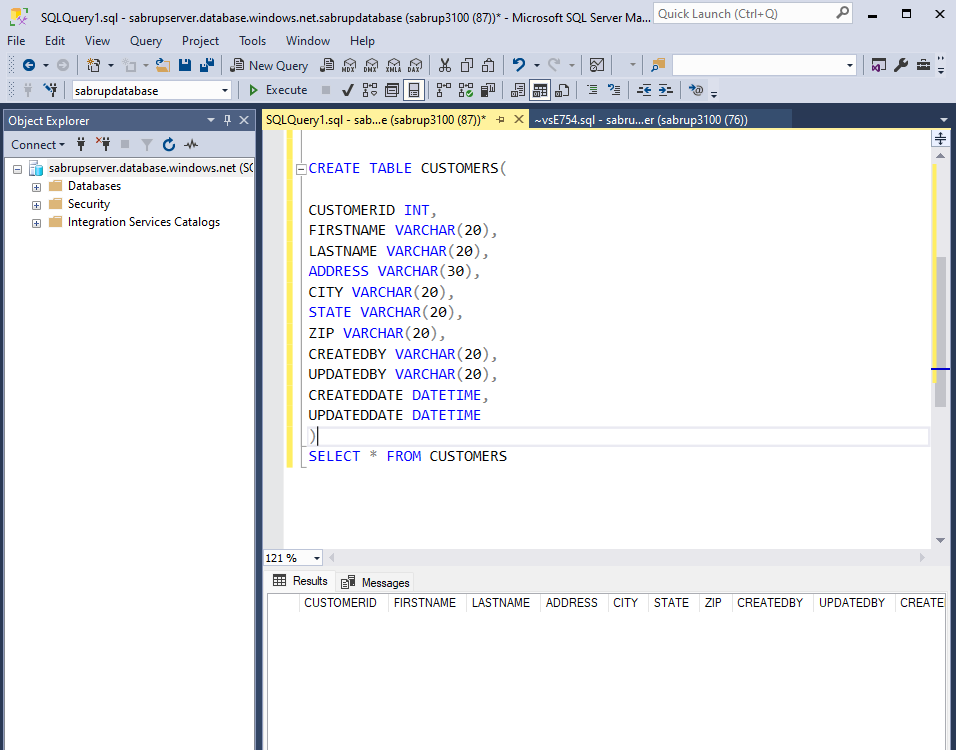 SQLQuery1.sql - sabrupserver.database.windows.net.sabrupdatabase (sabrup3100 (87))* - Microsoft SQL Server Ma...
Quick Launch (Ctrl+Q)
File Edit View Query Project Tools Window Help
New Query MDX DMX XMLA DAX
sabrupdatabase Execute
Object Explorer
SQLQuery1.sql - sab...e (sabrup3100 (87))*
~vsE754.sql - sabru...er (sabrup3100 (76))
Connect
sabrupserver.database.windows.net (SQ
Databases
Security
Integration Services Catalogs
CREATE TABLE CUSTOMERS(
CUSTOMERID INT,
FIRSTNAME VARCHAR(20),
LASTNAME VARCHAR(20),
ADDRESS VARCHAR(30),
CITY VARCHAR(20),
STATE VARCHAR(20),
ZIP VARCHAR(20),
CREATEDBY VARCHAR(20),
UPDATEDBY VARCHAR(20),
CREATEDDATE DATETIME,
UPDATEDDATE DATETIME
)
SELECT * FROM CUSTOMERS
121 %
Results Messages
CUSTOMERID FIRSTNAME LASTNAME ADDRESS CITY STATE ZIP CREATEDBY UPDATEDBY CREATE